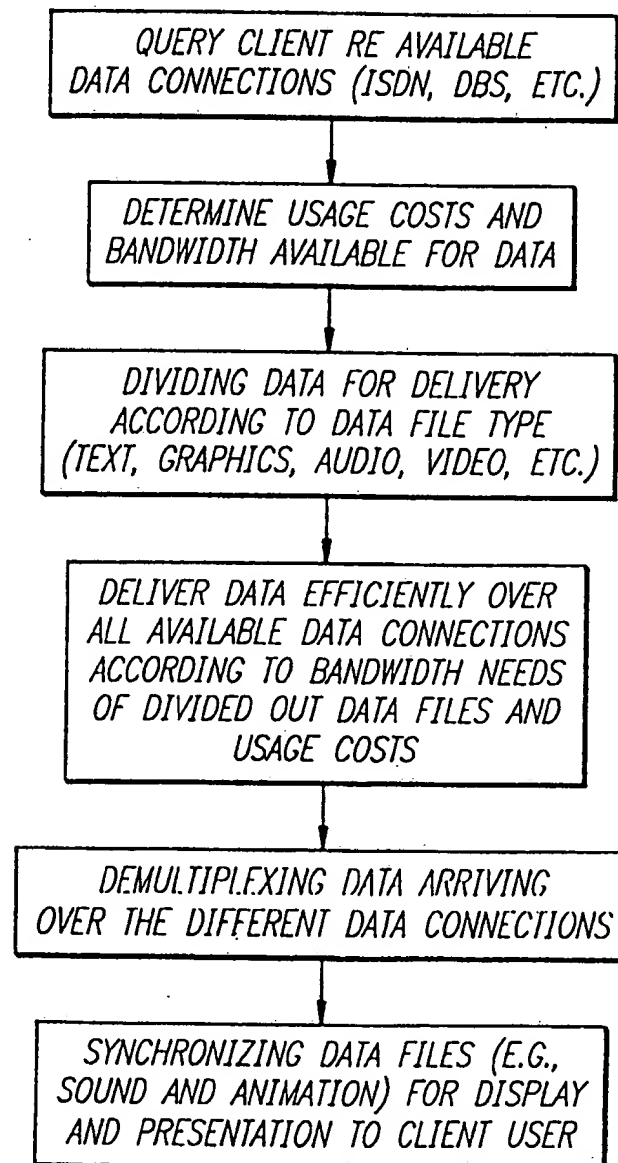 QUERY CLIENT RE AVAILABLE
DATA CONNECTIONS (ISDN, DBS, ETC.)
DETERMINE USAGE COSTS AND
BANDWIDTH AVAILABLE FOR DATA
DIVIDING DATA FOR DELIVERY
ACCORDING TO DATA FILE TYPE
(TEXT, GRAPHICS, AUDIO, VIDEO, ETC.)
DELIVER DATA EFFICIENTLY OVER
ALL AVAILABLE DATA CONNECTIONS
ACCORDING TO BANDWIDTH NEEDS
OF DIVIDED OUT DATA FILES AND
USAGE COSTS
DEMULTIPLEXING DATA ARRIVING
OVER THE DIFFERENT DATA CONNECTIONS
SYNCHRONIZING DATA FILES (E.G.,
SOUND AND ANIMATION) FOR DISPLAY
AND PRESENTATION TO CLIENT USER